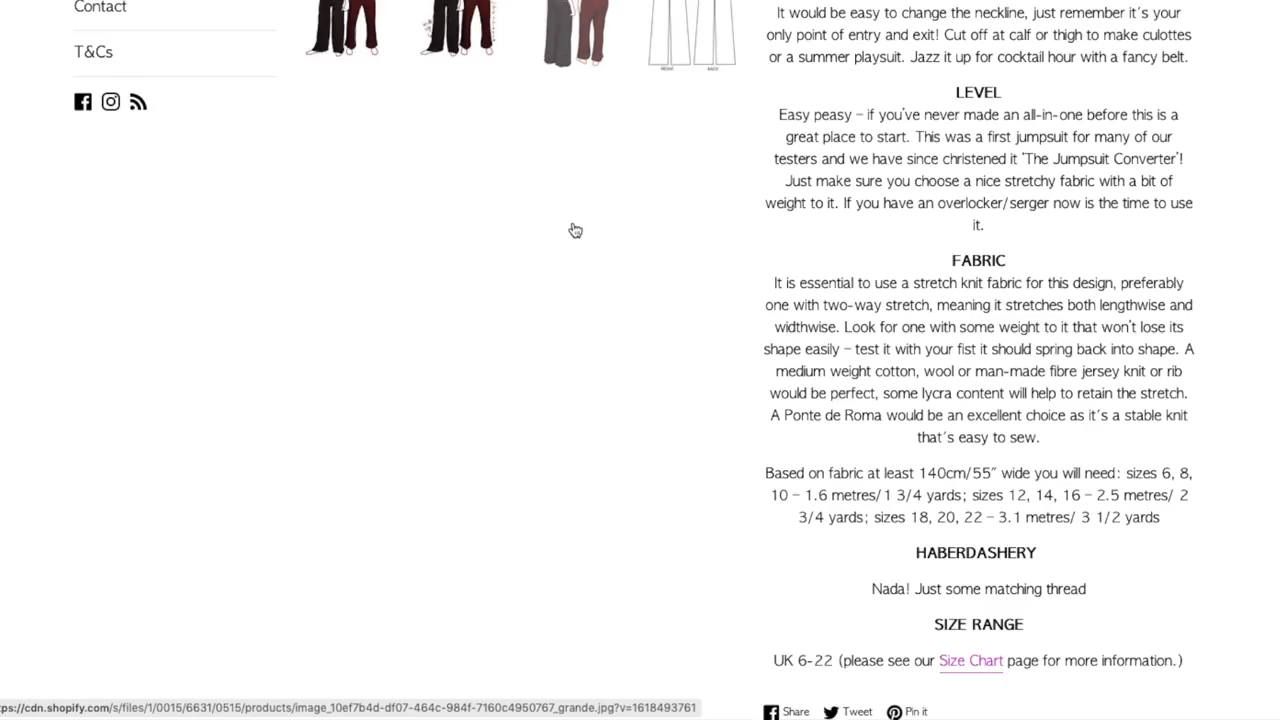 Contact
T&Cs
It would be easy to change the neckline, just remember it's your
only point of entry and exit! Cut off at calf or thigh to make culottes
or a summer playsuit. Jazz it up for cocktail hour with a fancy belt.
LEVEL
Easy peasy – if you've never made an all-in-one before this is a
great place to start. This was a first jumpsuit for many of our
testers and we have since christened it 'The Jumpsuit Converter'!
Just make sure you choose a nice stretchy fabric with a bit of
weight to it. If you have an overlocker/serger now is the time to use
it.
FABRIC
It is essential to use a stretch knit fabric for this design, preferably
one with two-way stretch, meaning it stretches both lengthwise and
widthwise. Look for one with some weight to it that won't lose its
shape easily – test it with your fist it should spring back into shape. A
medium weight cotton, wool or man-made fibre jersey knit or rib
would be perfect, some lycra content will help to retain the stretch.
A Ponte de Roma would be an excellent choice as it's a stable knit
that's easy to sew.
Based on fabric at least 140cm/55" wide you will need: sizes 6, 8,
10 – 1.6 metres/1 3/4 yards; sizes 12, 14, 16 – 2.5 metres/ 2
3/4 yards; sizes 18, 20, 22 – 3.1 metres/ 3 1/2 yards
HABERDASHERY
Nada! Just some matching thread
SIZE RANGE
UK 6-22 (please see our Size Chart page for more information.)
Share Tweet Pin it
ps://cdn.shopify.com/s/files/1/0015/6631/0515/products/image_10ef7b4d-df07-464c-984f-7160c4950767_grande.jpg?v=1618493761